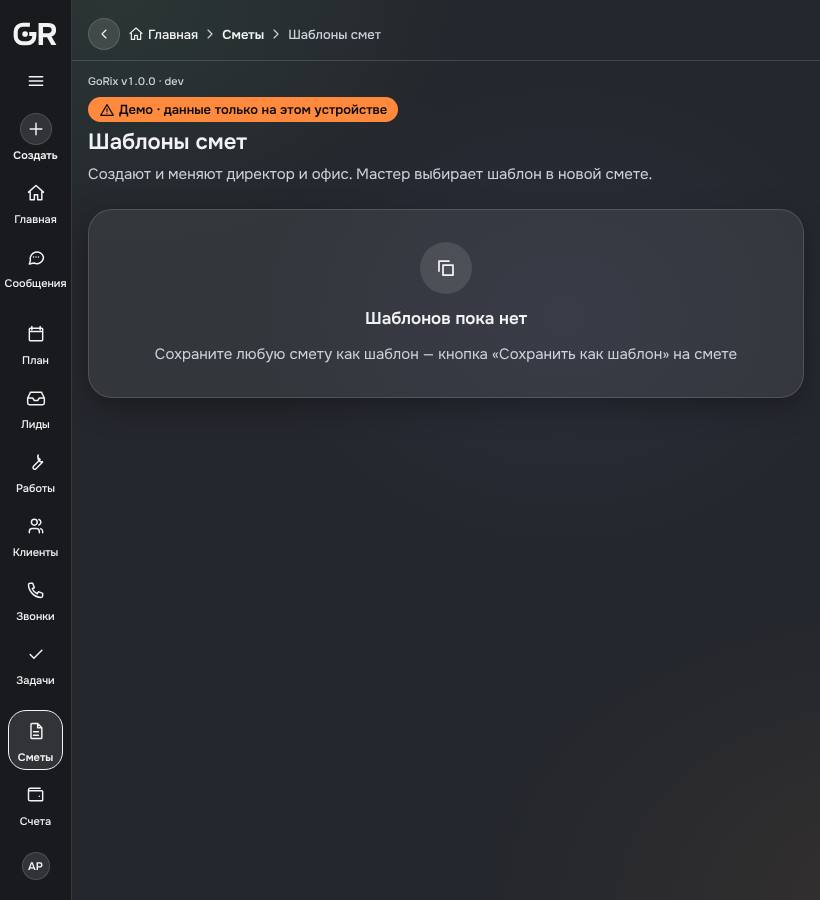 GR
Главная
Сметы
Шаблоны смет
GoRix v1.0.0 · dev
Демо · данные только на этом устройстве
Шаблоны смет
Создают и меняют директор и офис. Мастер выбирает шаблон в новой смете.
Шаблонов пока нет
Сохраните любую смету как шаблон — кнопка «Сохранить как шаблон» на смете
Создать
Главная
Сообщения
План
Лиды
Работы
Клиенты
Звонки
Задачи
Сметы
Счета
AP